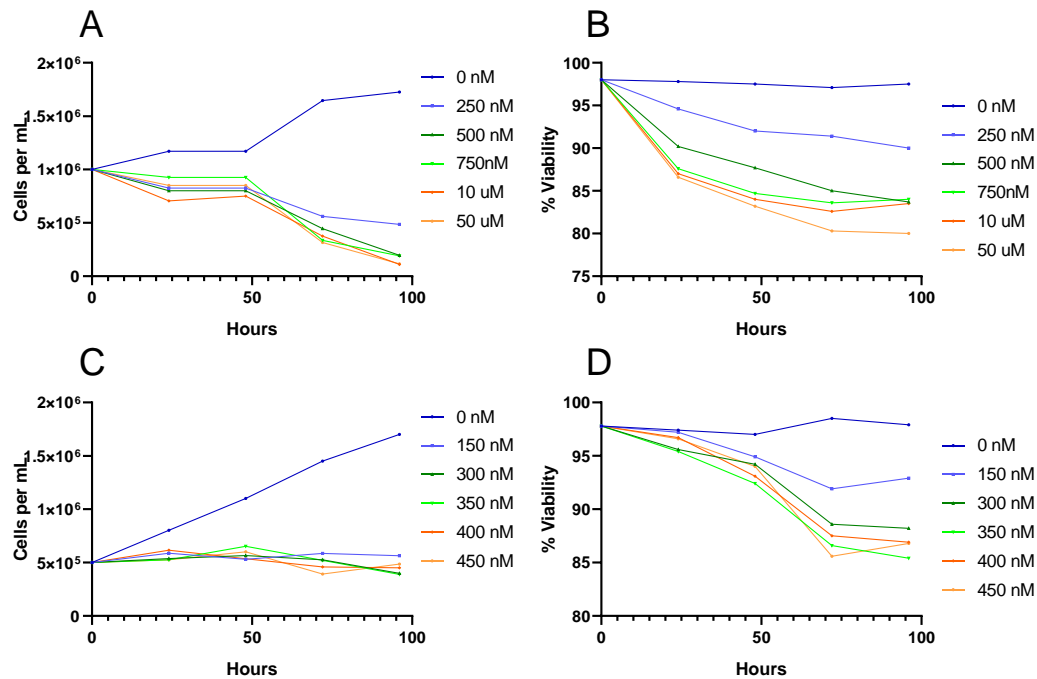 A
Cells per mL
2×10⁶
1.5×10⁶
1×10⁶
5×10⁵
0
0 50 100
Hours
0 nM
250 nM
500 nM
750nM
10 uM
50 uM
B
% Viability
100
95
90
85
80
75
0 50 100
Hours
0 nM
250 nM
500 nM
750nM
10 uM
50 uM
C
Cells per mL
2×10⁶
1.5×10⁶
1×10⁶
5×10⁵
0
0 50 100
Hours
0 nM
150 nM
300 nM
350 nM
400 nM
450 nM
D
% Viability
100
95
90
85
80
0 50 100
Hours
0 nM
150 nM
300 nM
350 nM
400 nM
450 nM